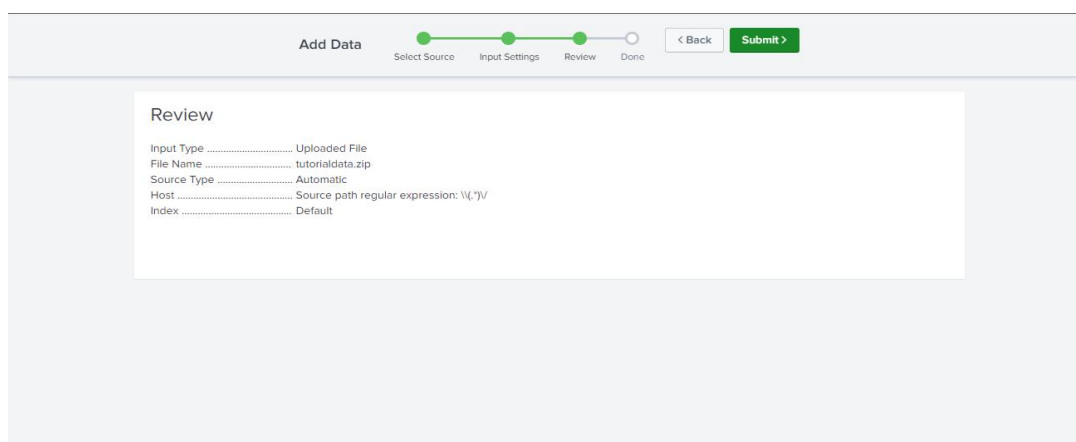 Add Data
Select Source
Input Settings
Review
Done
< Back
Submit >
Review
Input Type ................................ Uploaded File
File Name ................................ tutorialdata.zip
Source Type ............................ Automatic
Host .......................................... Source path regular expression: \\(.*)\/
Index ........................................ Default